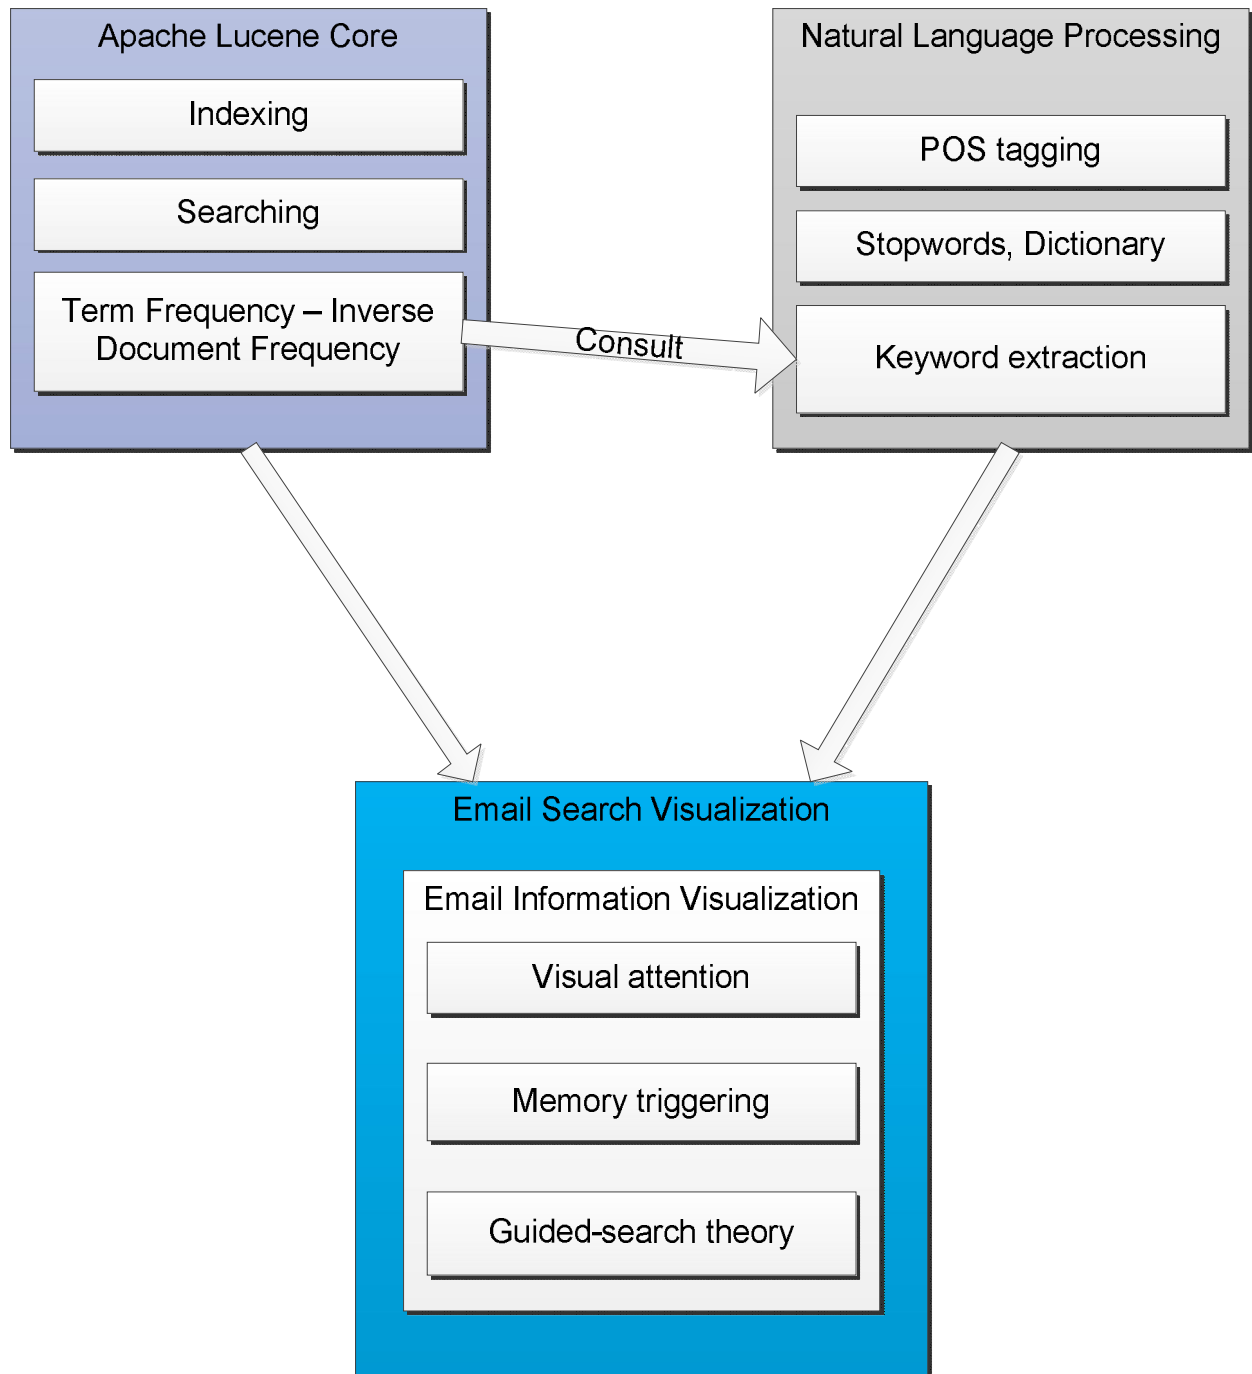 Apache Lucene Core
Indexing
Searching
Term Frequency – Inverse
Document Frequency
Consult
Natural Language Processing
POS tagging
Stopwords, Dictionary
Keyword extraction
Email Search Visualization
Email Information Visualization
Visual attention
Memory triggering
Guided-search theory